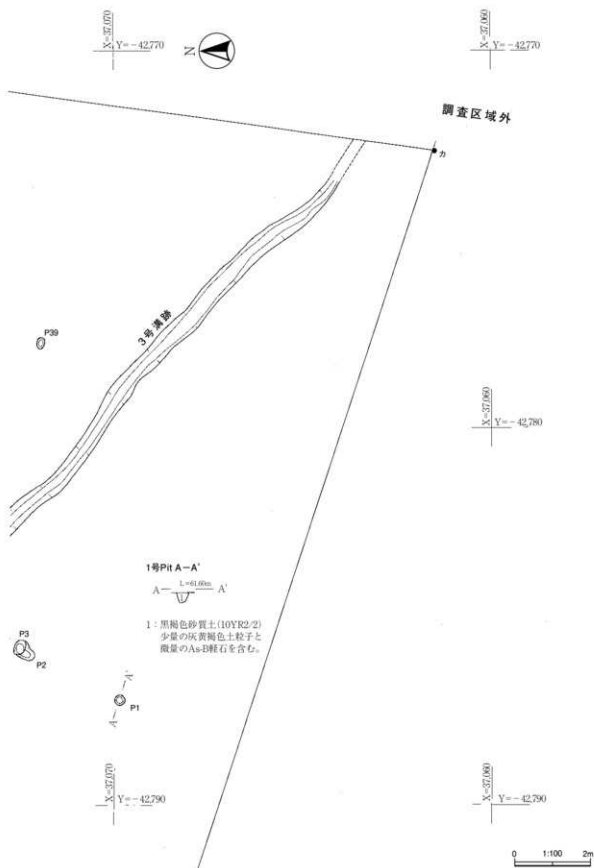 X=37,070
Y=-42,770
N
X=37,060
Y=-42,770
調査区域外
カ
3号溝跡
P39
X=37,060
Y=-42,780
1号Pit A-A'
A L=61.60m A'
1
1:黒褐色砂質土(10YR2/2)
少量の灰黄褐色土粒子と
微量のAs-B軽石を含む。
P3
P2
A A'
P1
X=37,070
Y=-42,790
X=37,060
Y=-42,790
0 1:100 2m